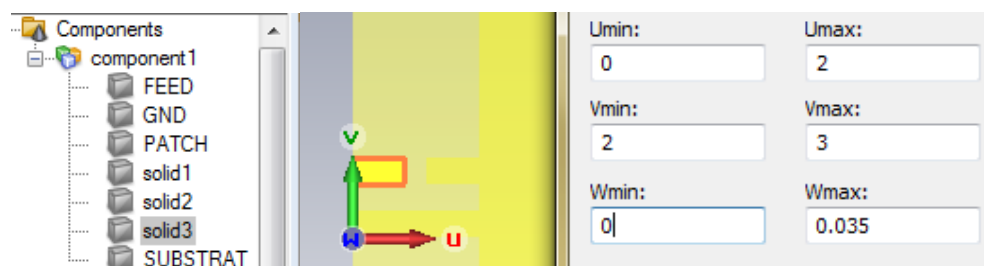 Components
component1
FEED
GND
PATCH
solid1
solid2
solid3
SUBSTRAT
V
W U
Umin: Umax:
0 2
Vmin: Vmax:
2 3
Wmin: Wmax:
0 0.035